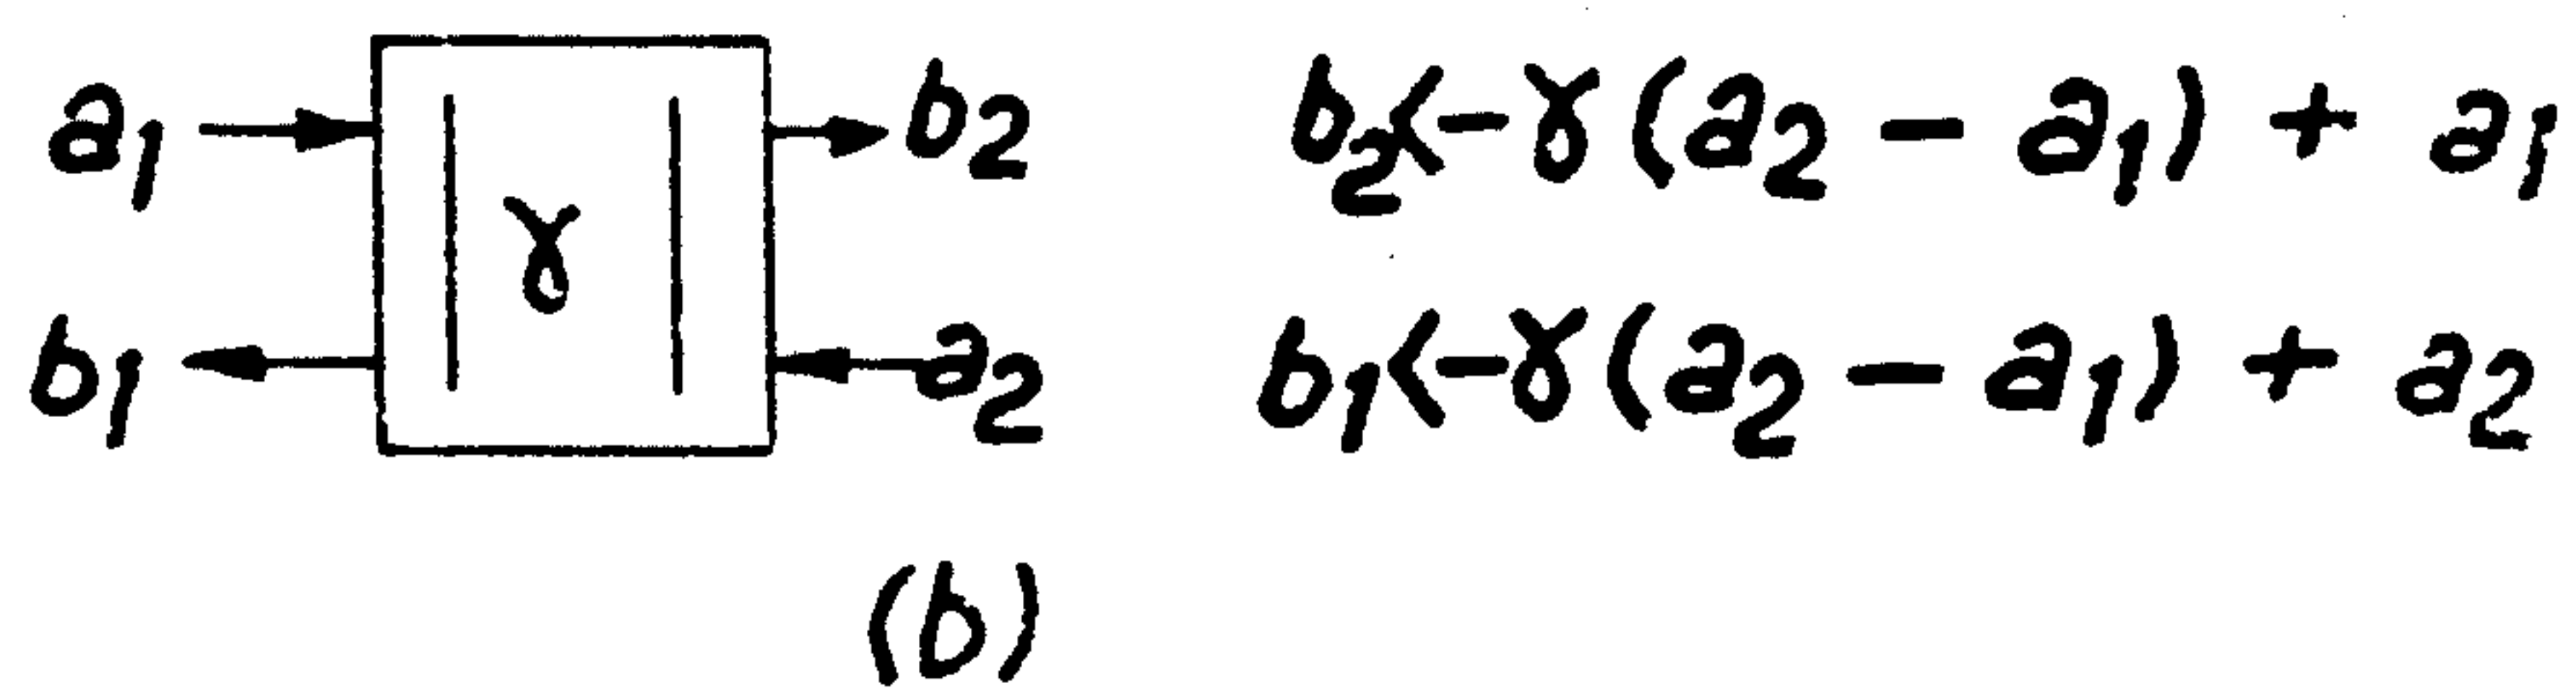 a1 b2 b2<-γ(a2 - a1) + a1
γ
b1 a2 b1<-γ(a2 - a1) + a2
(b)